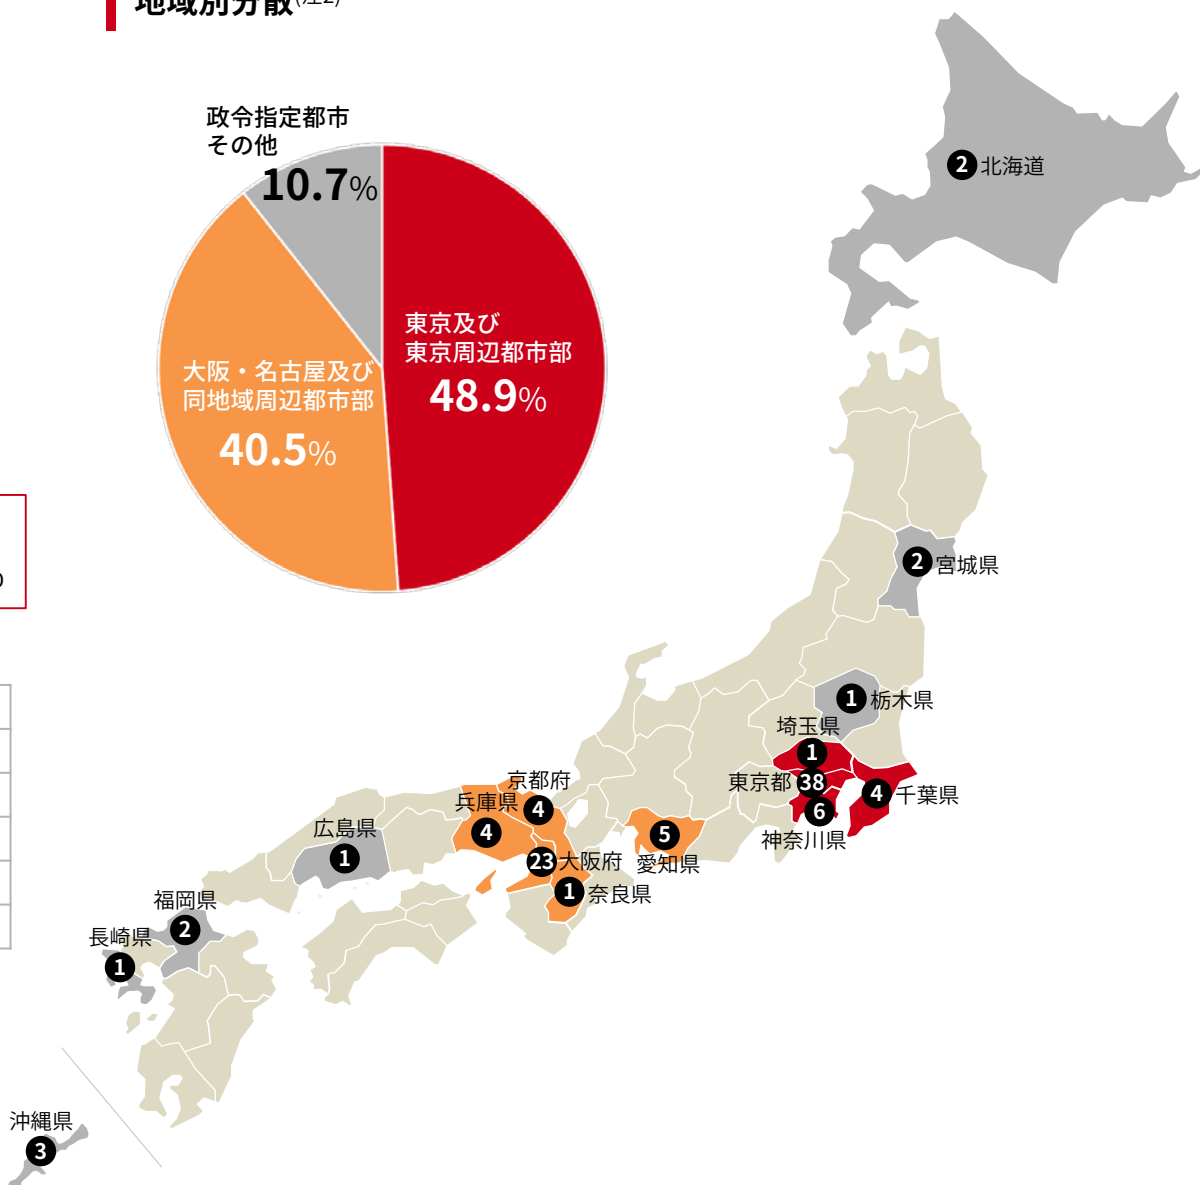 地域別分散(注2)
政令指定都市
その他
10.7%
東京及び
東京周辺都市部
48.9%
大阪・名古屋及び
同地域周辺都市部
40.5%
2 北海道
2 宮城県
1 栃木県
埼玉県
1
東京都 38
4 千葉県
6
神奈川県
京都府
4
兵庫県
4
23 大阪府
5
愛知県
1 奈良県
広島県
1
福岡県
2
長崎県
1
沖縄県
3